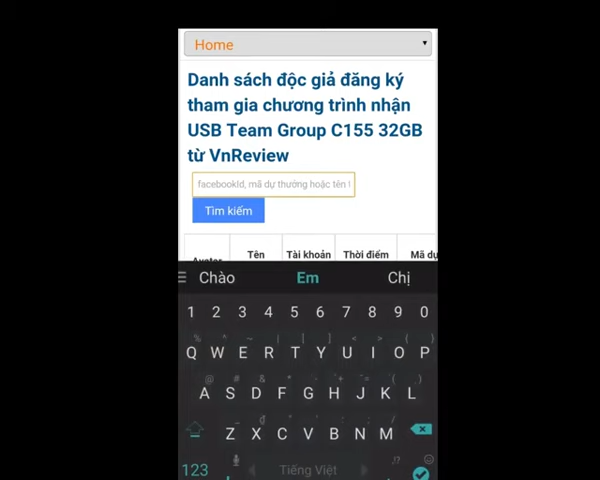 Home
Danh sách độc giả đăng ký
tham gia chương trình nhận
USB Team Group C155 32GB
từ VnReview
facebookId, mã dự thưởng hoặc tên
Tìm kiếm
Avatar Tên Tài khoản Thời điểm Mã dự
Chào Em Chị
1 2 3 4 5 6 7 8 9 0
Q W E R T Y U I O P
A S D F G H J K L
Z X C V B N M
123 Tiếng Việt